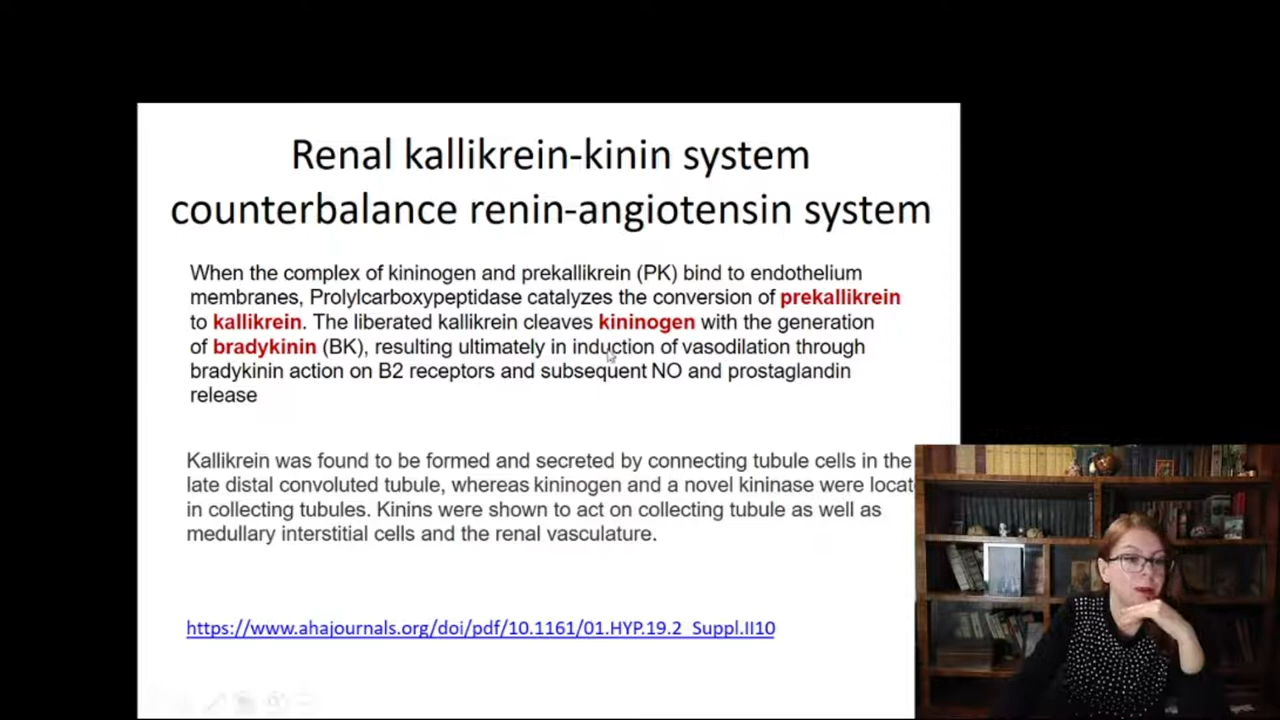 Renal kallikrein-kinin system
counterbalance renin-angiotensin system
When the complex of kininogen and prekallikrein (PK) bind to endothelium
membranes, Prolylcarboxypeptidase catalyzes the conversion of prekallikrein
to kallikrein. The liberated kallikrein cleaves kininogen with the generation
of bradykinin (BK), resulting ultimately in induction of vasodilation through
bradykinin action on B2 receptors and subsequent NO and prostaglandin
release
Kallikrein was found to be formed and secreted by connecting tubule cells in the
late distal convoluted tubule, whereas kininogen and a novel kininase were locat
in collecting tubules. Kinins were shown to act on collecting tubule as well as
medullary interstitial cells and the renal vasculature.
https://www.ahajournals.org/doi/pdf/10.1161/01.HYP.19.2_Suppl.II10